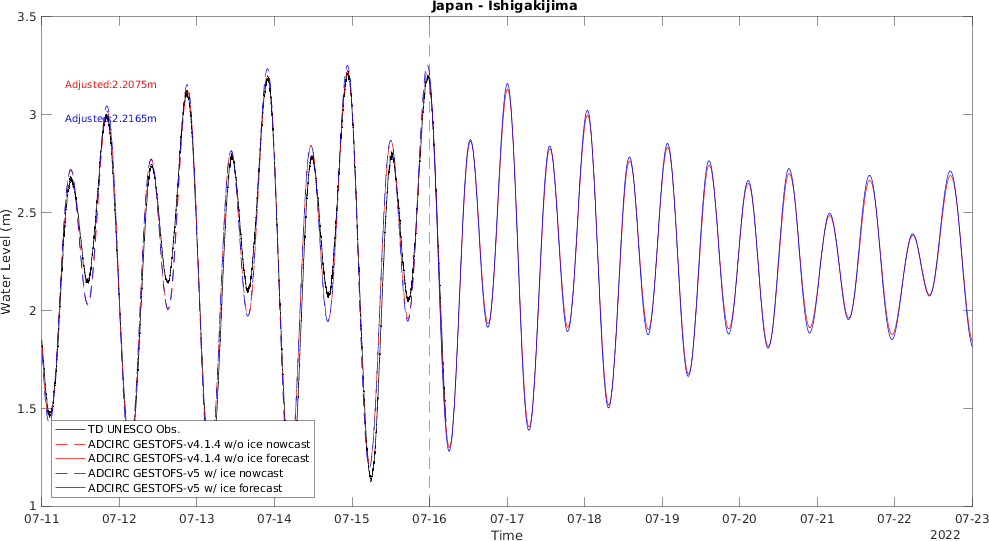 Japan - Ishigakijima
Adjusted:2.2075m
Adjusted:2.2165m
Water Level (m)
3.5
3
2.5
2
1.5
1
TD UNESCO Obs.
ADCIRC GESTOFS-v4.1.4 w/o ice nowcast
ADCIRC GESTOFS-v4.1.4 w/o ice forecast
ADCIRC GESTOFS-v5 w/ ice nowcast
ADCIRC GESTOFS-v5 w/ ice forecast
07-11 07-12 07-13 07-14 07-15 07-16 07-17 07-18 07-19 07-20 07-21 07-22 07-23
Time
2022